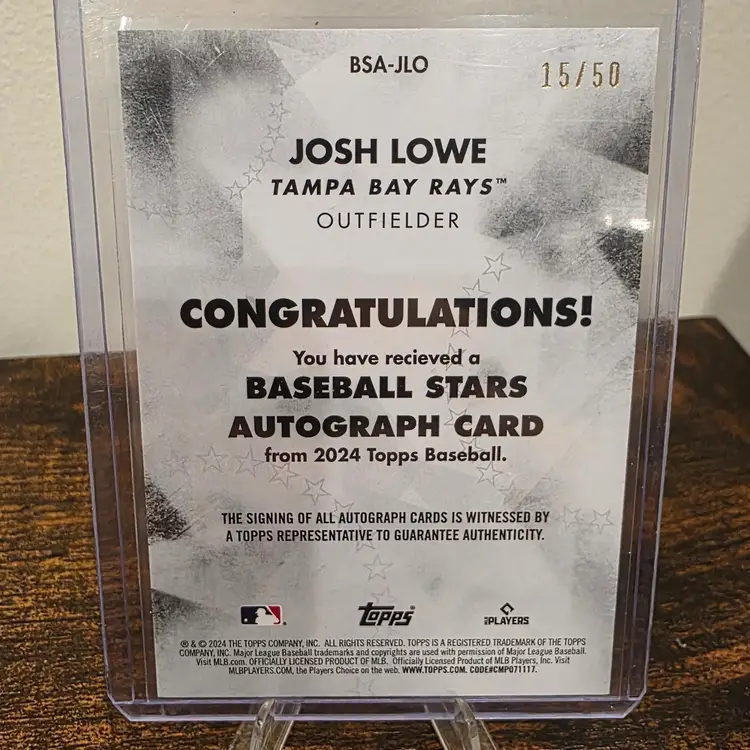 BSA-JLO
15/50
JOSH LOWE
TAMPA BAY RAYS™
OUTFIELDER
CONGRATULATIONS!
You have recieved a
BASEBALL STARS
AUTOGRAPH CARD
from 2024 Topps Baseball.
THE SIGNING OF ALL AUTOGRAPH CARDS IS WITNESSED BY
A TOPPS REPRESENTATIVE TO GUARANTEE AUTHENTICITY.
topps® PLAYERS
® & © 2024 THE TOPPS COMPANY, INC. ALL RIGHTS RESERVED. TOPPS IS A REGISTERED TRADEMARK OF THE TOPPS
COMPANY, INC. Major League Baseball trademarks and copyrights are used with permission of Major League Baseball.
Visit MLB.com. OFFICIALLY LICENSED PRODUCT OF MLB. Officially Licensed Product of MLB Players, Inc. Visit
MLBPLAYERS.COM, the Players Choice on the web. WWW.TOPPS.COM. CODE#CMP071117.